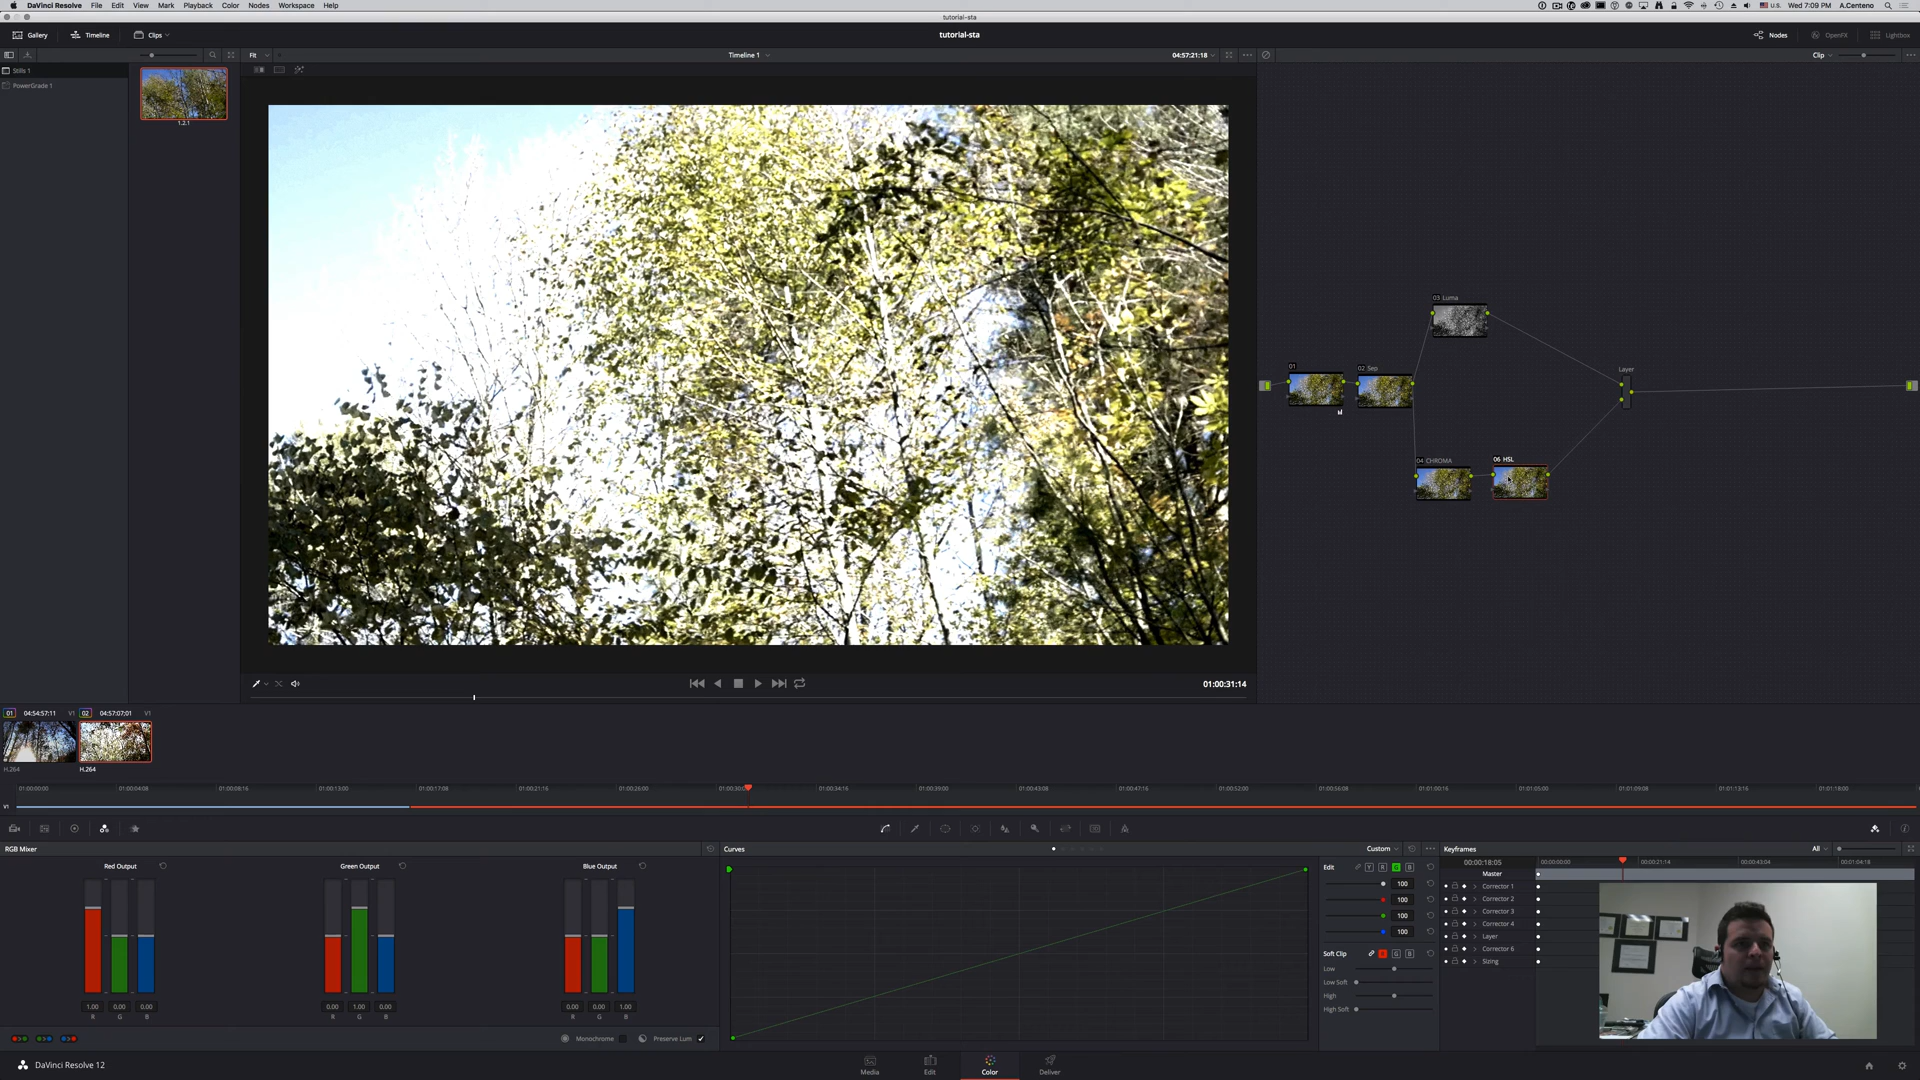 DaVinci Resolve File Edit View Mark Playback Color Nodes Workspace Help U.S. Wed 7:09 PM A.Centeno
tutorial-sta
Gallery Timeline Clips tutorial-sta Nodes OpenFX Lightbox
Fit Timeline 1 04:57:21:18 Clip
Stills 1
PowerGrade 1
1.2.1
03 Luma
01
02 Sep
Layer
04 CHROMA
06 HSL
01:00:31:14
01 04:54:57:11 V1 02 04:57:07:01 V1
H.264 H.264
01:00:00:00 01:00:04:08 01:00:08:16 01:00:13:00 01:00:17:08 01:00:21:16 01:00:26:00 01:00:30:0 01:00:34:16 01:00:39:00 01:00:43:08 01:00:47:16 01:00:52:00 01:00:56:08 01:01:00:16 01:01:05:00 01:01:09:08 01:01:13:16 01:01:18:00
V1
RGB Mixer Curves Custom Keyframes All
Red Output Green Output Blue Output
Edit Y R G B
00:00:18:05 00:00:00:00 00:00:21:14 00:00:43:04 00:01:04:18
Master
100
100
100
100
Soft Clip R G B
Low
Low Soft
High
High Soft
Corrector 1
Corrector 2
Corrector 3
Corrector 4
Layer
Corrector 6
Sizing
1.00 0.00 0.00 0.00 1.00 0.00 0.00 0.00 1.00
R G B R G B R G B
Monochrome Preserve Lum
DaVinci Resolve 12
Media Edit Color Deliver